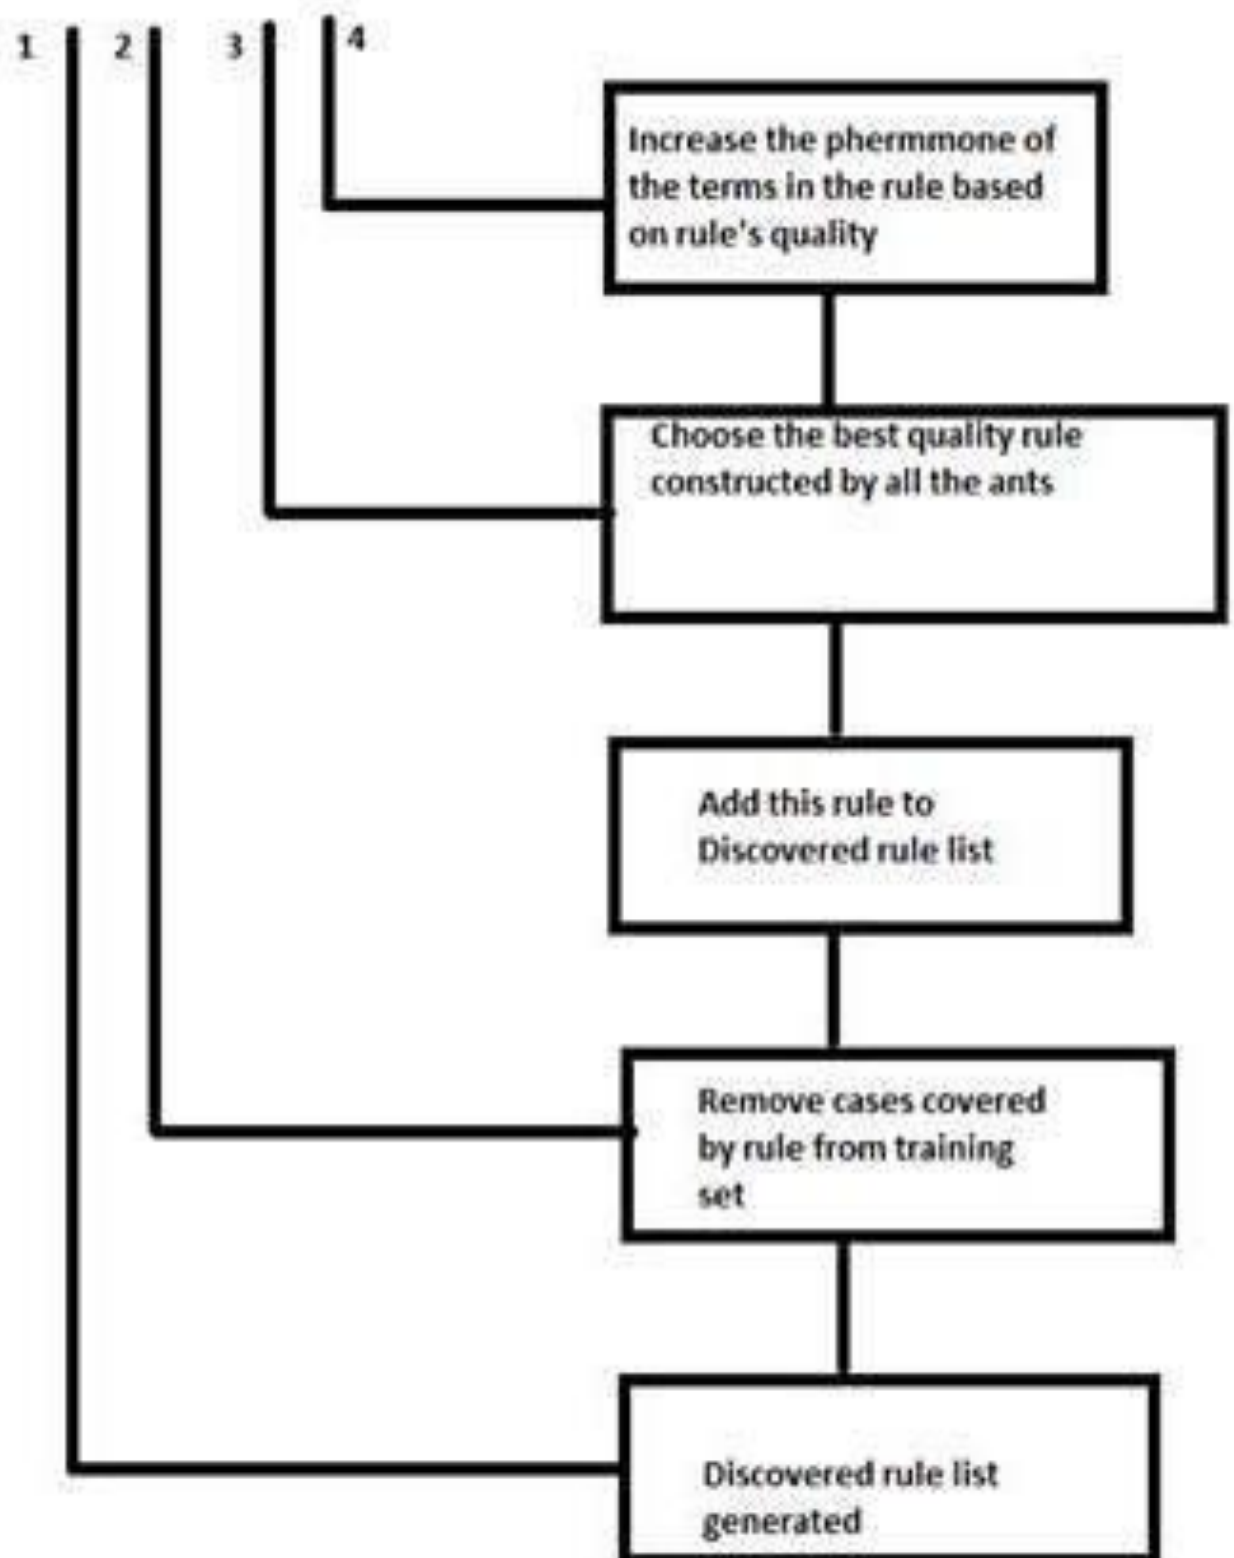 1 2 3 4
Increase the phermmone of
the terms in the rule based
on rule's quality
Choose the best quality rule
constructed by all the ants
Add this rule to
Discovered rule list
Remove cases covered
by rule from training
set
Discovered rule list
generated